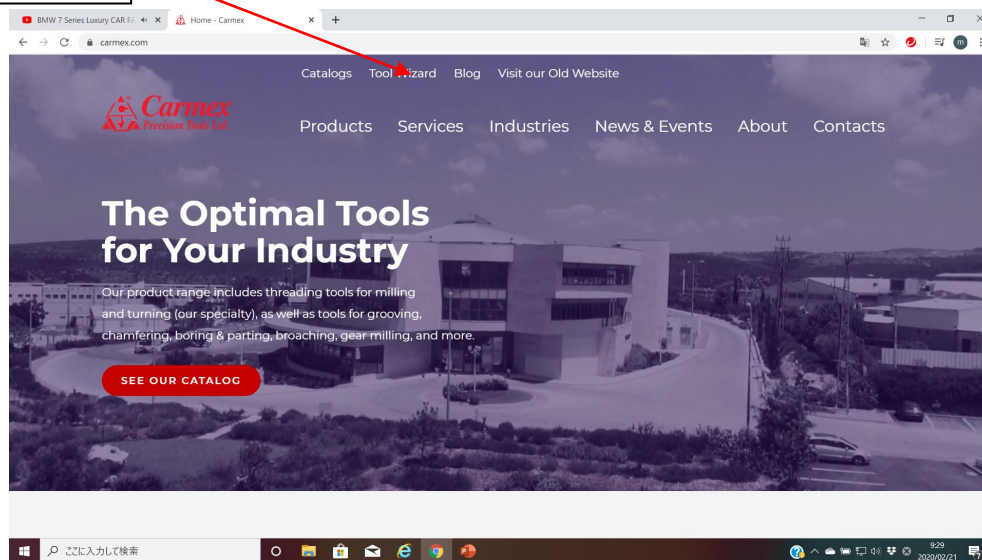 BMW 7 Series Luxury CAR FA
Home - Carmex
carmex.com
m
Catalogs Tool Wizard Blog Visit our Old Website
Carmex
Precision Tools Ltd.
Products Services Industries News & Events About Contacts
The Optimal Tools
for Your Industry
Our product range includes threading tools for milling
and turning (our specialty), as well as tools for grooving,
chamfering, boring & parting, broaching, gear milling, and more.
SEE OUR CATALOG
ここに入力して検索
9:29
2020/02/21